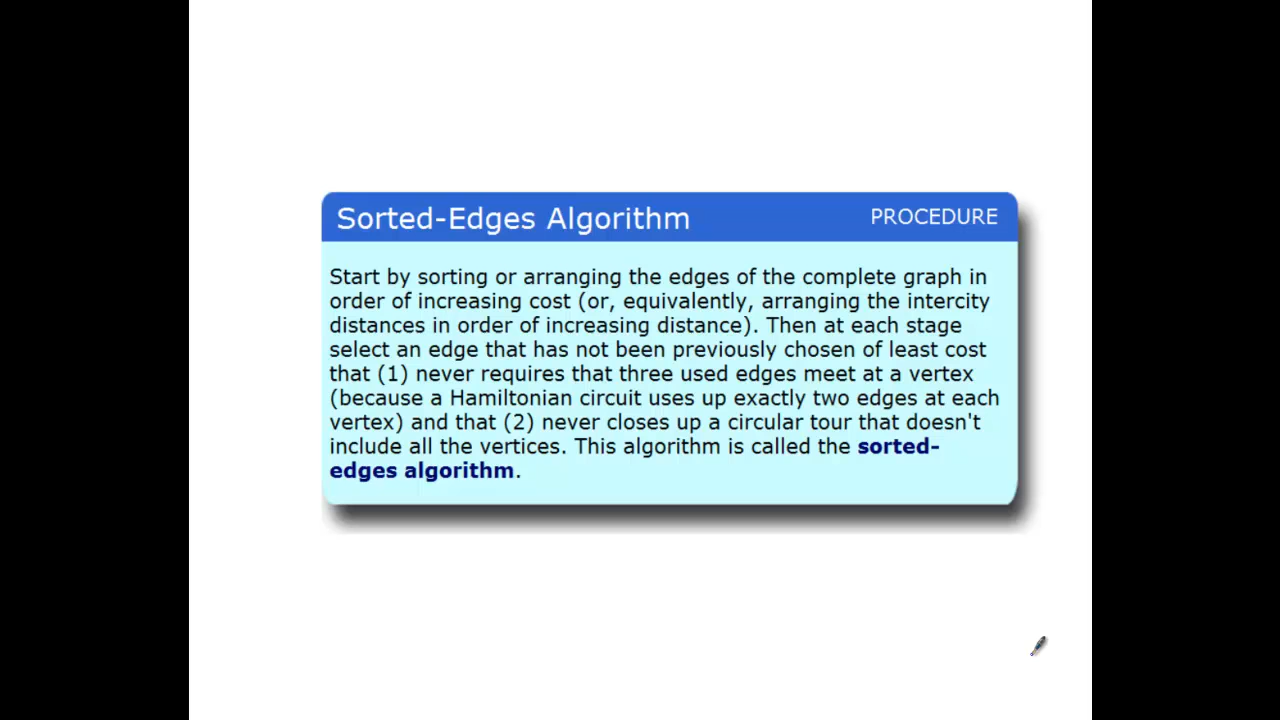 Sorted-Edges Algorithm PROCEDURE
Start by sorting or arranging the edges of the complete graph in
order of increasing cost (or, equivalently, arranging the intercity
distances in order of increasing distance). Then at each stage
select an edge that has not been previously chosen of least cost
that (1) never requires that three used edges meet at a vertex
(because a Hamiltonian circuit uses up exactly two edges at each
vertex) and that (2) never closes up a circular tour that doesn't
include all the vertices. This algorithm is called the sorted-
edges algorithm.